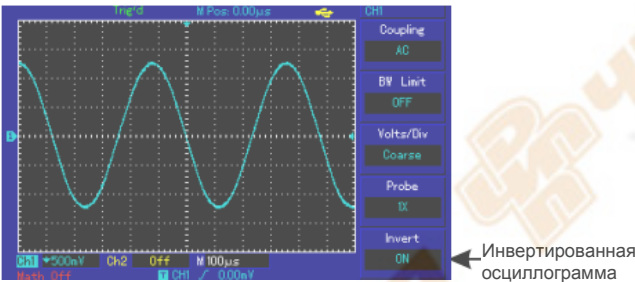 Trig'd M Pos: 0.00μs CH1
Coupling
AC
BW Limit
OFF
Volts/Div
Coarse
Probe
1X
Invert
ON
1
Ch1 500mV Ch2 Off M 100μs
Math Off T CH1 / 0.00mV
Инвертированная
осциллограмма